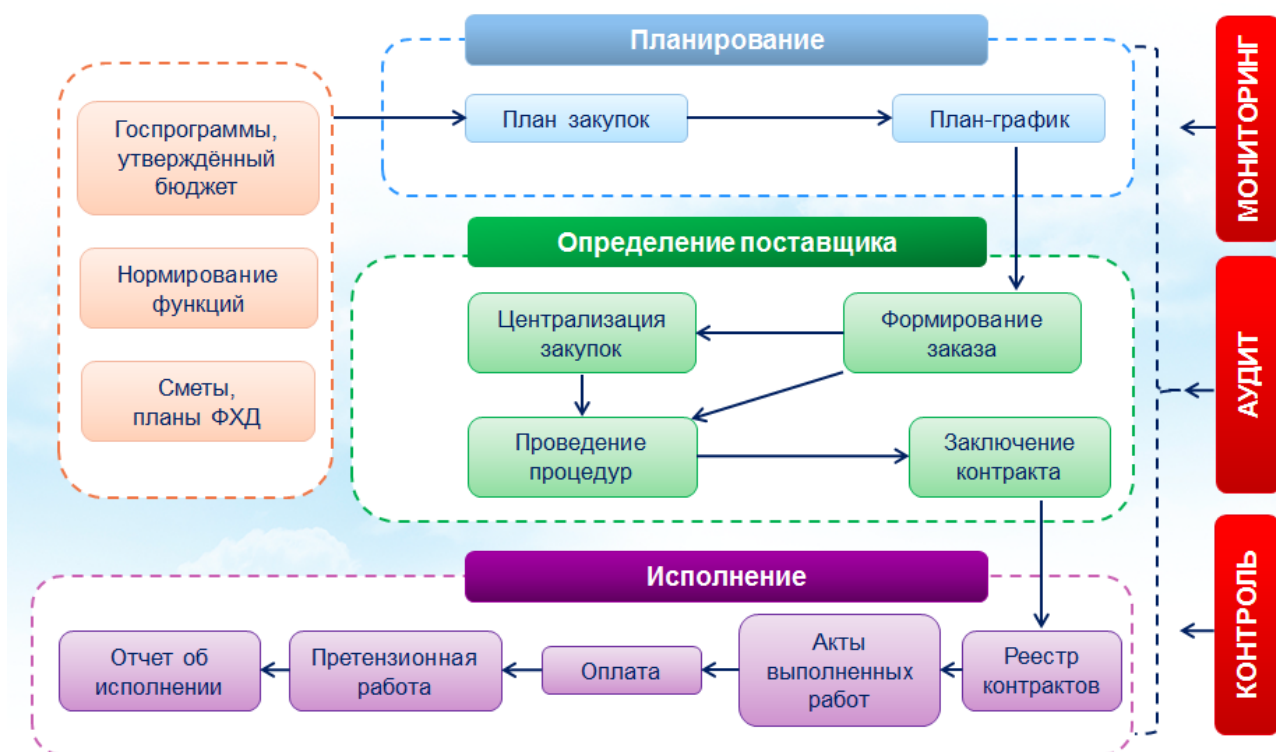 Планирование
План закупок
План-график
Госпрограммы,
утверждённый
бюджет
Нормирование
функций
Сметы,
планы ФХД
Определение поставщика
Централизация
закупок
Формирование
заказа
Проведение
процедур
Заключение
контракта
Исполнение
Отчет об
исполнении
Претензионная
работа
Оплата
Акты
выполненных
работ
Реестр
контрактов
МОНИТОРИНГ
АУДИТ
КОНТРОЛЬ